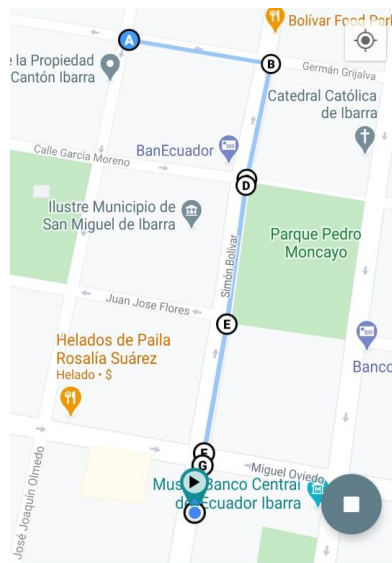 Bolívar Food Park
A
e la Propiedad
Cantón Ibarra
B
Germán Grijalva
Catedral Católica
de Ibarra
BanEcuador
Calle García Moreno
D
Ilustre Municipio de
San Miguel de Ibarra
Parque Pedro
Moncayo
Simón Bolívar
Juan Jose Flores
E
Helados de Paila
Rosalía Suárez
Helado • $
Banco
F
G
Miguel Oviedo
Museo Banco Central
del Ecuador Ibarra
José Joaquín Olmedo